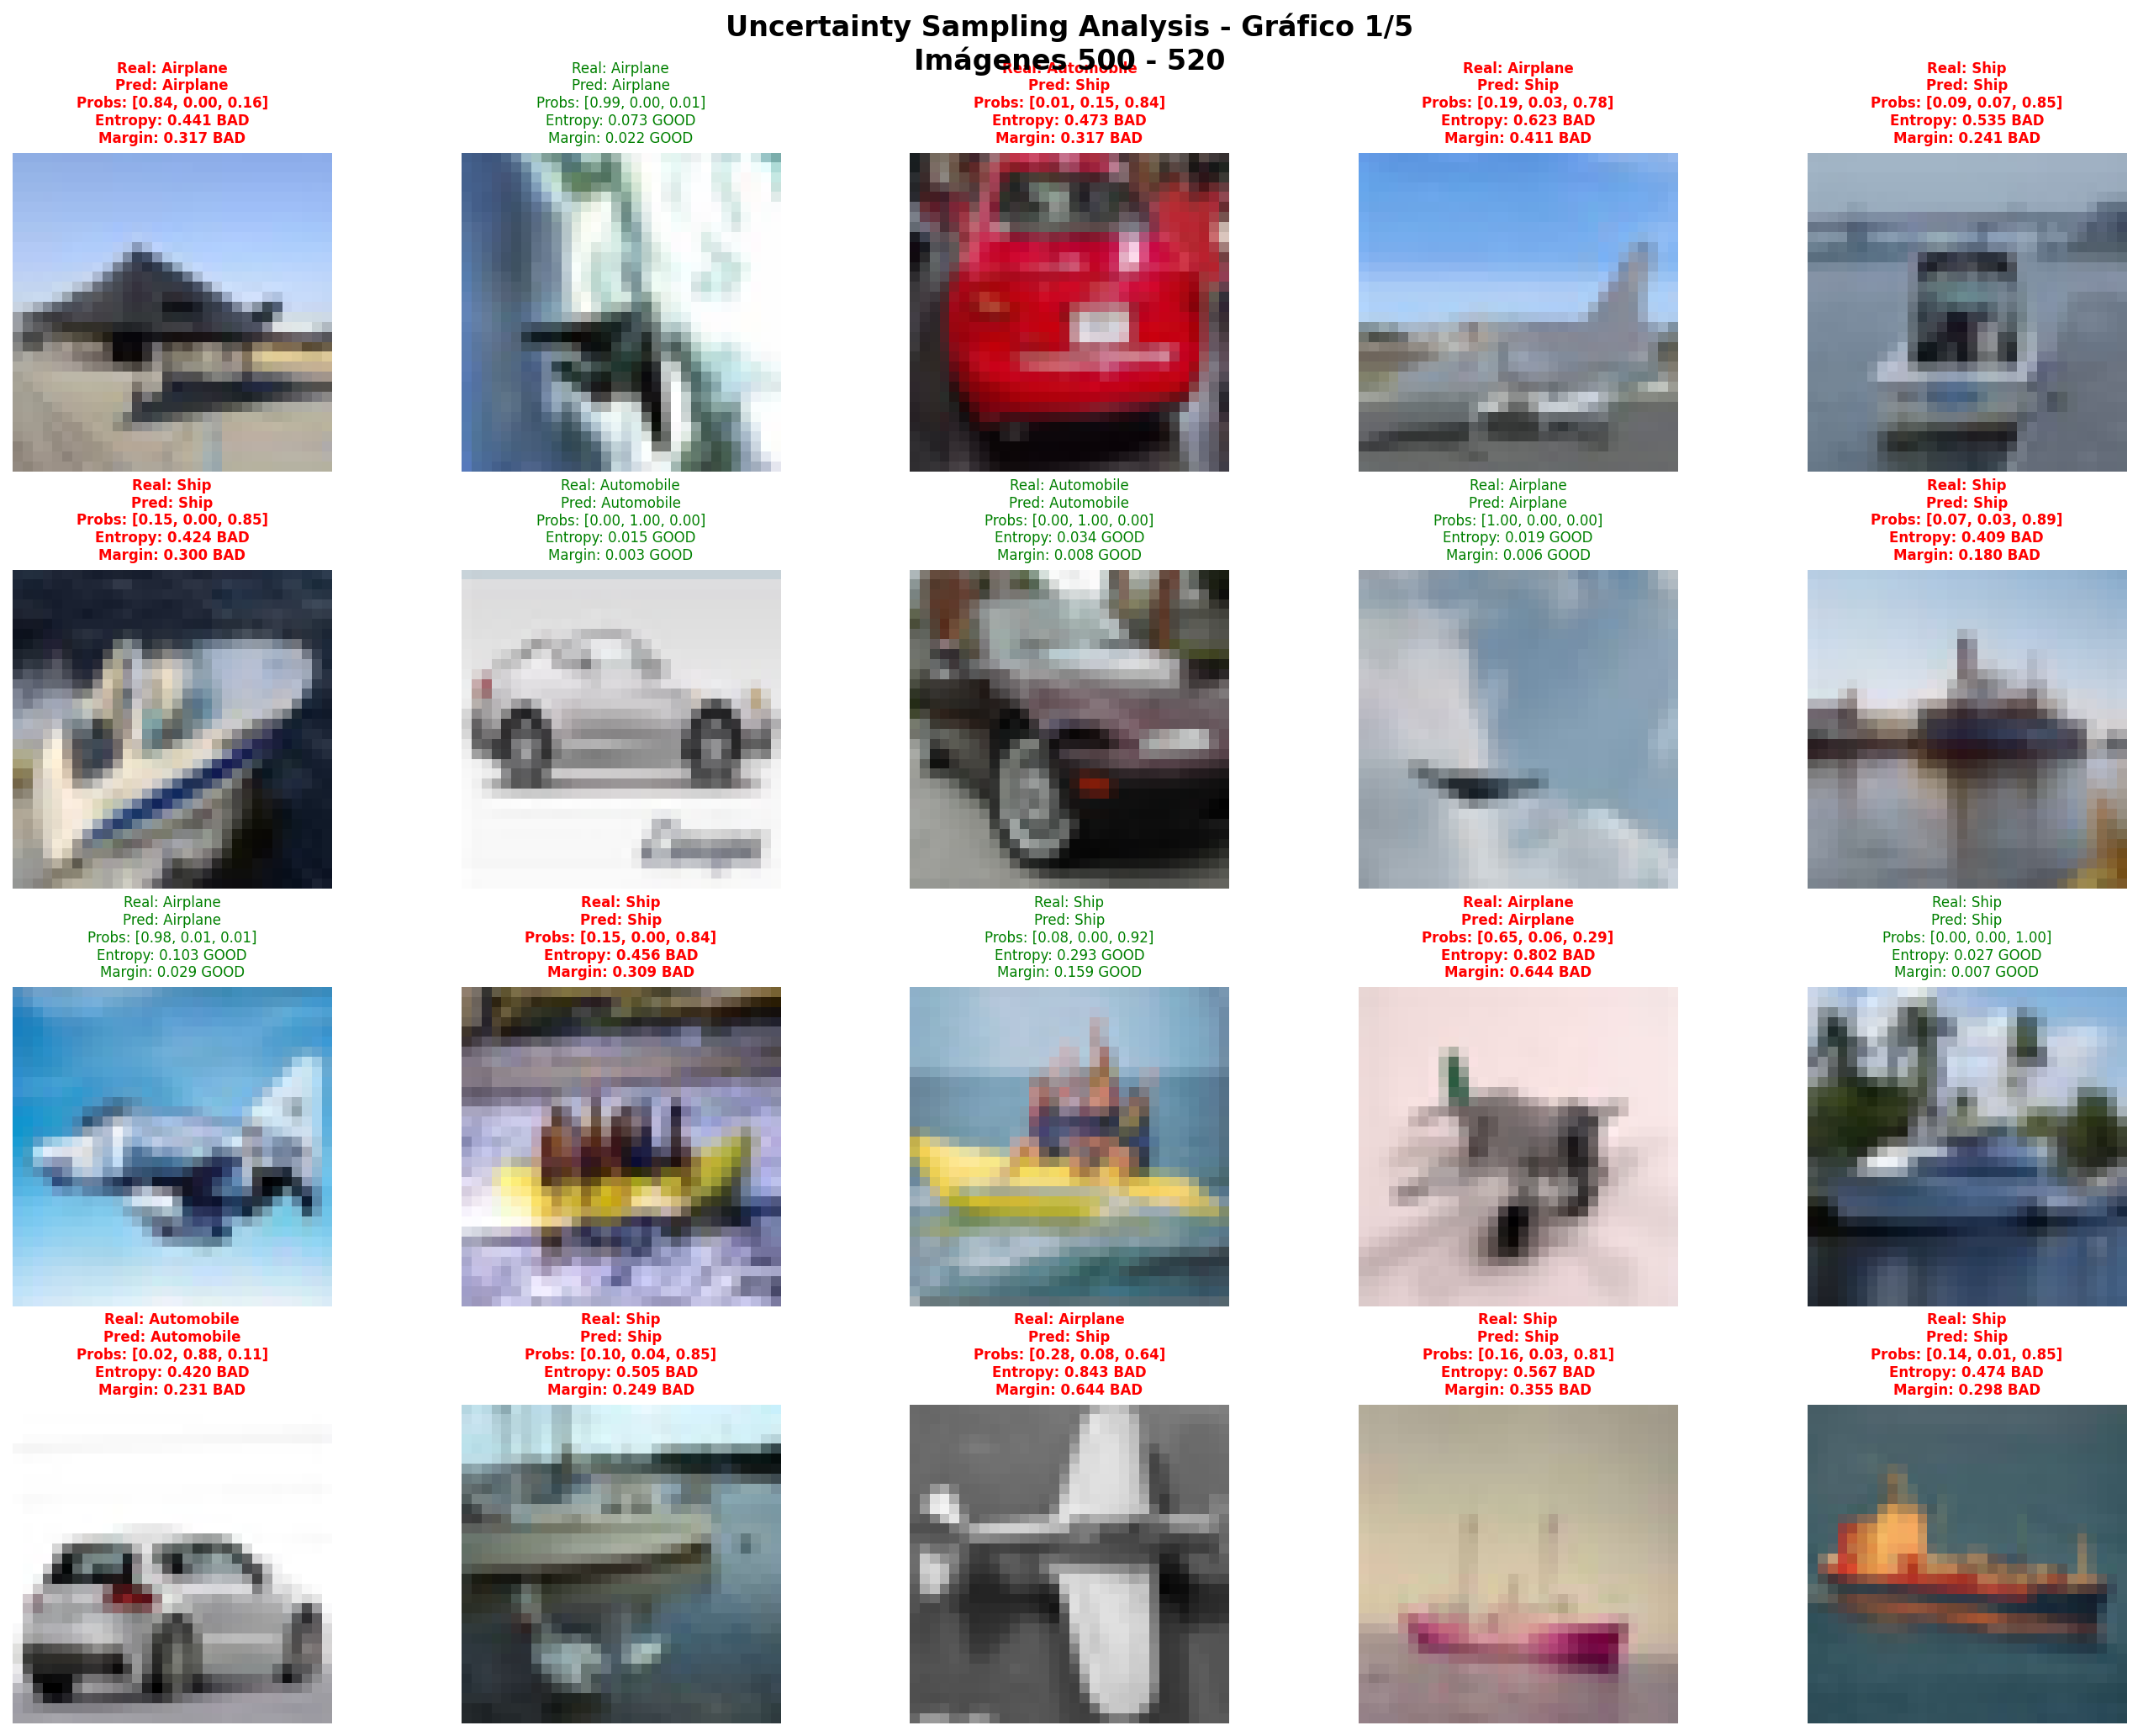 Uncertainty Sampling Analysis - Gráfico 1/5
Imágenes 500 - 520
Real: Airplane
Pred: Airplane
Probs: [0.84, 0.00, 0.16]
Entropy: 0.441 BAD
Margin: 0.317 BAD
Real: Airplane
Pred: Airplane
Probs: [0.99, 0.00, 0.01]
Entropy: 0.073 GOOD
Margin: 0.022 GOOD
Real: Automobile
Pred: Ship
Probs: [0.01, 0.15, 0.84]
Entropy: 0.473 BAD
Margin: 0.317 BAD
Real: Airplane
Pred: Ship
Probs: [0.19, 0.03, 0.78]
Entropy: 0.623 BAD
Margin: 0.411 BAD
Real: Ship
Pred: Ship
Probs: [0.09, 0.07, 0.85]
Entropy: 0.535 BAD
Margin: 0.241 BAD
Real: Ship
Pred: Ship
Probs: [0.15, 0.00, 0.85]
Entropy: 0.424 BAD
Margin: 0.300 BAD
Real: Automobile
Pred: Automobile
Probs: [0.00, 1.00, 0.00]
Entropy: 0.015 GOOD
Margin: 0.003 GOOD
Real: Automobile
Pred: Automobile
Probs: [0.00, 1.00, 0.00]
Entropy: 0.034 GOOD
Margin: 0.008 GOOD
Real: Airplane
Pred: Airplane
Probs: [1.00, 0.00, 0.00]
Entropy: 0.019 GOOD
Margin: 0.006 GOOD
Real: Ship
Pred: Ship
Probs: [0.07, 0.03, 0.89]
Entropy: 0.409 BAD
Margin: 0.180 BAD
Real: Airplane
Pred: Airplane
Probs: [0.98, 0.01, 0.01]
Entropy: 0.103 GOOD
Margin: 0.029 GOOD
Real: Ship
Pred: Ship
Probs: [0.15, 0.00, 0.84]
Entropy: 0.456 BAD
Margin: 0.309 BAD
Real: Ship
Pred: Ship
Probs: [0.08, 0.00, 0.92]
Entropy: 0.293 GOOD
Margin: 0.159 GOOD
Real: Airplane
Pred: Airplane
Probs: [0.65, 0.06, 0.29]
Entropy: 0.802 BAD
Margin: 0.644 BAD
Real: Ship
Pred: Ship
Probs: [0.00, 0.00, 1.00]
Entropy: 0.027 GOOD
Margin: 0.007 GOOD
Real: Automobile
Pred: Automobile
Probs: [0.02, 0.88, 0.11]
Entropy: 0.420 BAD
Margin: 0.231 BAD
Real: Ship
Pred: Ship
Probs: [0.10, 0.04, 0.85]
Entropy: 0.505 BAD
Margin: 0.249 BAD
Real: Airplane
Pred: Ship
Probs: [0.28, 0.08, 0.64]
Entropy: 0.843 BAD
Margin: 0.644 BAD
Real: Ship
Pred: Ship
Probs: [0.16, 0.03, 0.81]
Entropy: 0.567 BAD
Margin: 0.355 BAD
Real: Ship
Pred: Ship
Probs: [0.14, 0.01, 0.85]
Entropy: 0.474 BAD
Margin: 0.298 BAD